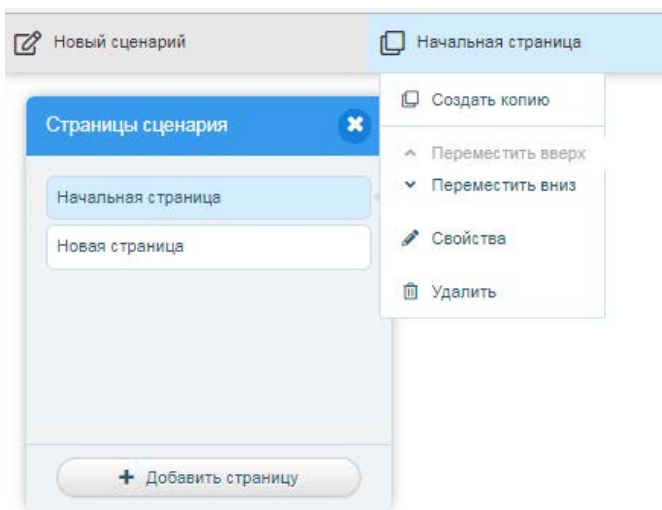 Новый сценарий
Начальная страница
Создать копию
Страницы сценария
Переместить вверх
Переместить вниз
Начальная страница
Новая страница
Свойства
Удалить
Добавить страницу